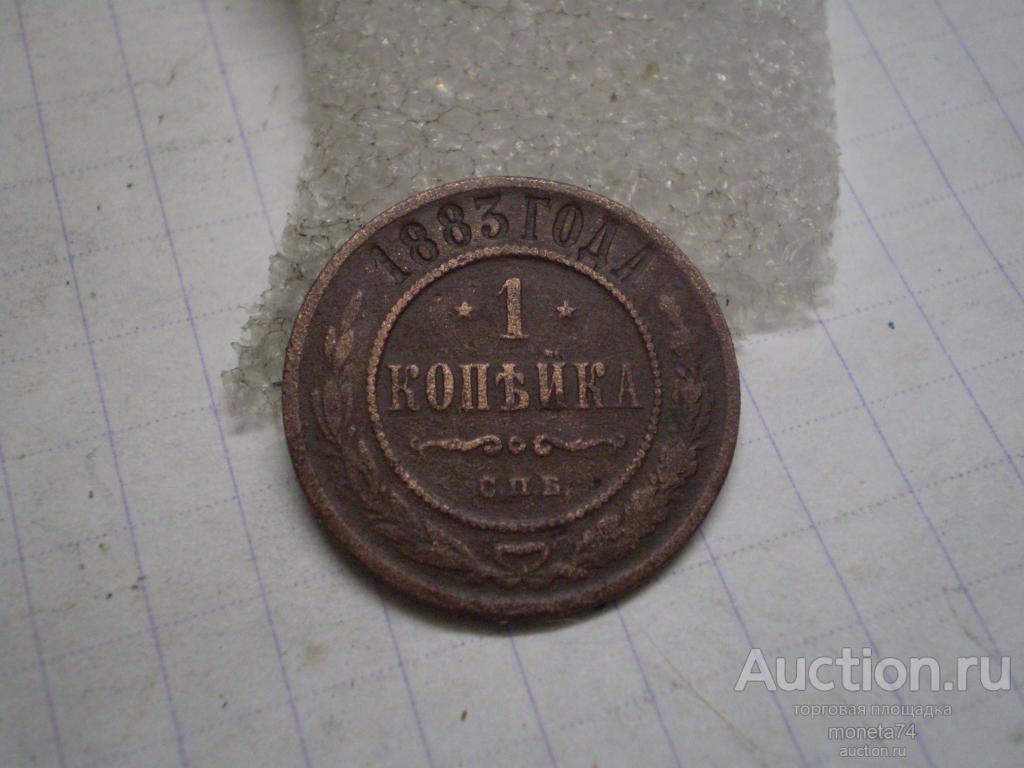 1883 ГОДА
1
КОПѢЙКА
С.П.Б.
Auction.ru
торговая площадка
moneta74
auction.ru